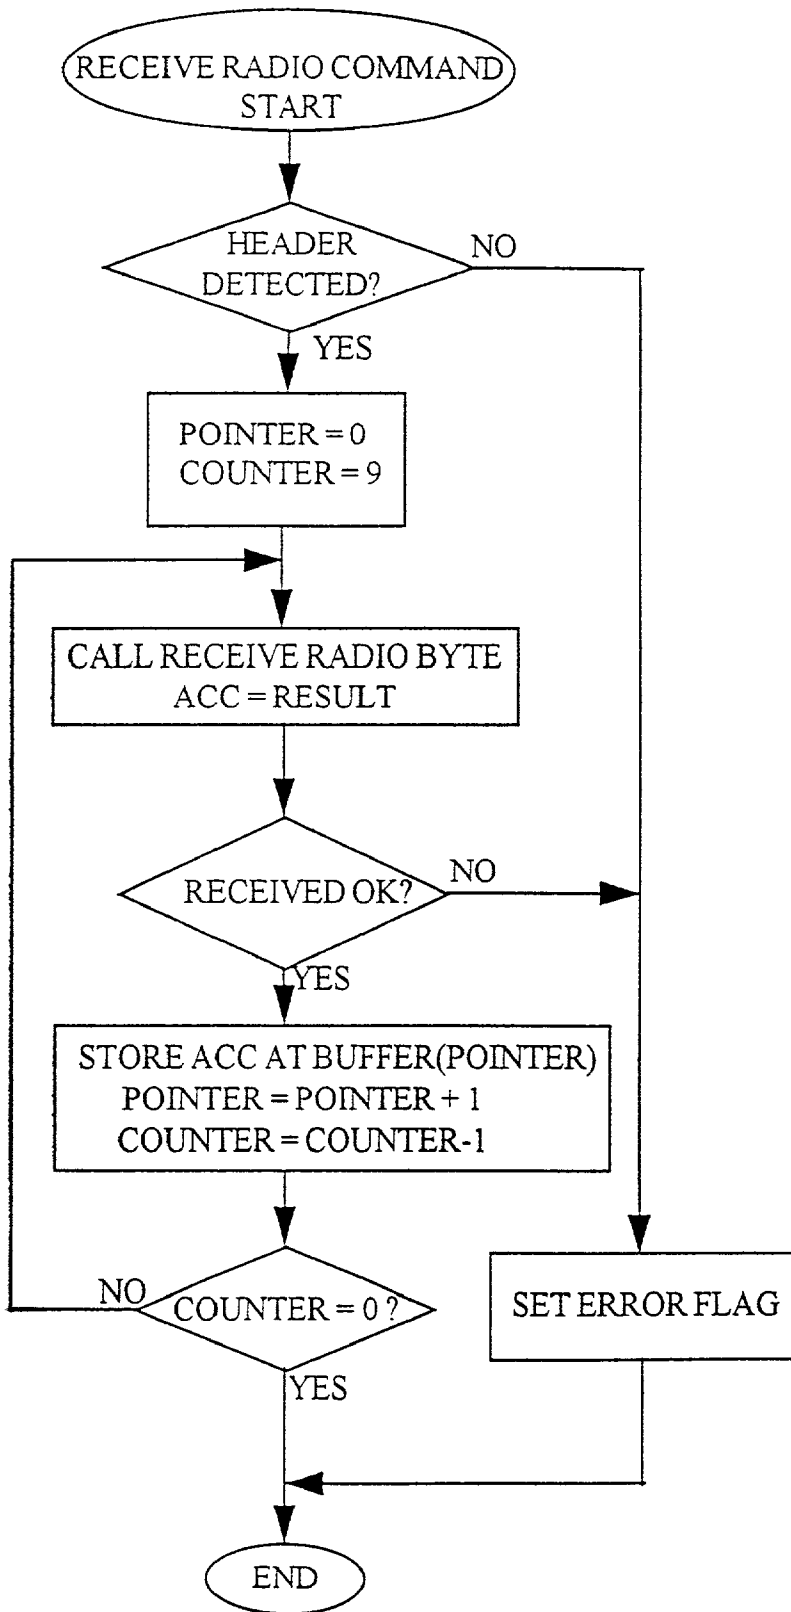 RECEIVE RADIO COMMAND
START
HEADER
DETECTED?
NO
YES
POINTER = 0
COUNTER = 9
CALL RECEIVE RADIO BYTE
ACC = RESULT
RECEIVED OK?
NO
YES
STORE ACC AT BUFFER(POINTER)
POINTER = POINTER + 1
COUNTER = COUNTER-1
NO
COUNTER = 0 ?
YES
SET ERROR FLAG
END